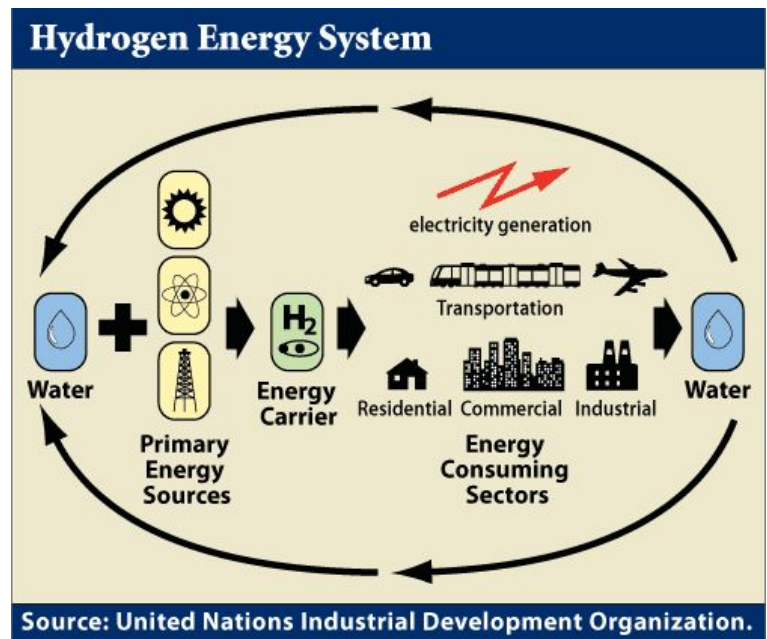 Hydrogen Energy System
electricity generation
Transportation
H2
Water
Energy
Carrier
Primary
Energy
Sources
Residential Commercial Industrial
Energy
Consuming
Sectors
Water
Source: United Nations Industrial Development Organization.